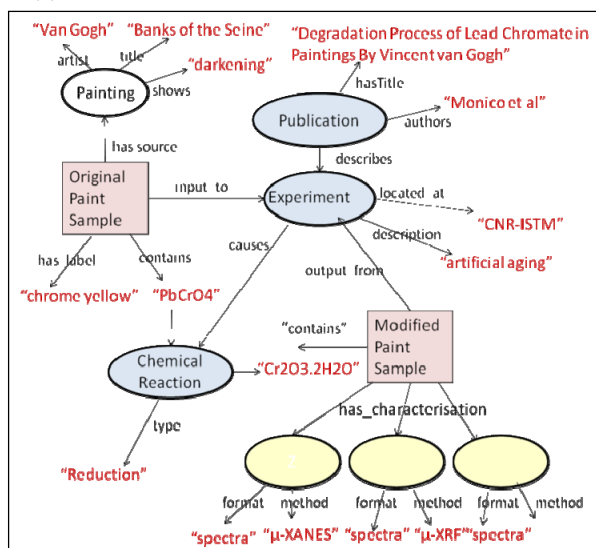 “Van Gogh”
“Banks of the Seine”
artist
title
“darkening”
shows
Painting
“Degradation Process of Lead Chromate in
Paintings By Vincent van Gogh”
hasTitle
“Monico et al”
authors
Publication
has source
describes
Original
Paint
Sample
input to
Experiment
located at
“CNR-ISTM”
description
“artificial aging”
has label
contains
causes
output from
“chrome yellow”
“PbCrO4”
“contains”
Modified
Paint
Sample
Chemical
Reaction
“Cr2O3.2H2O”
type
has_characterisation
“Reduction”
format
method
format
method
format
method
“spectra”
“μ-XANES”
“spectra”
“μ-XRF”
“spectra”